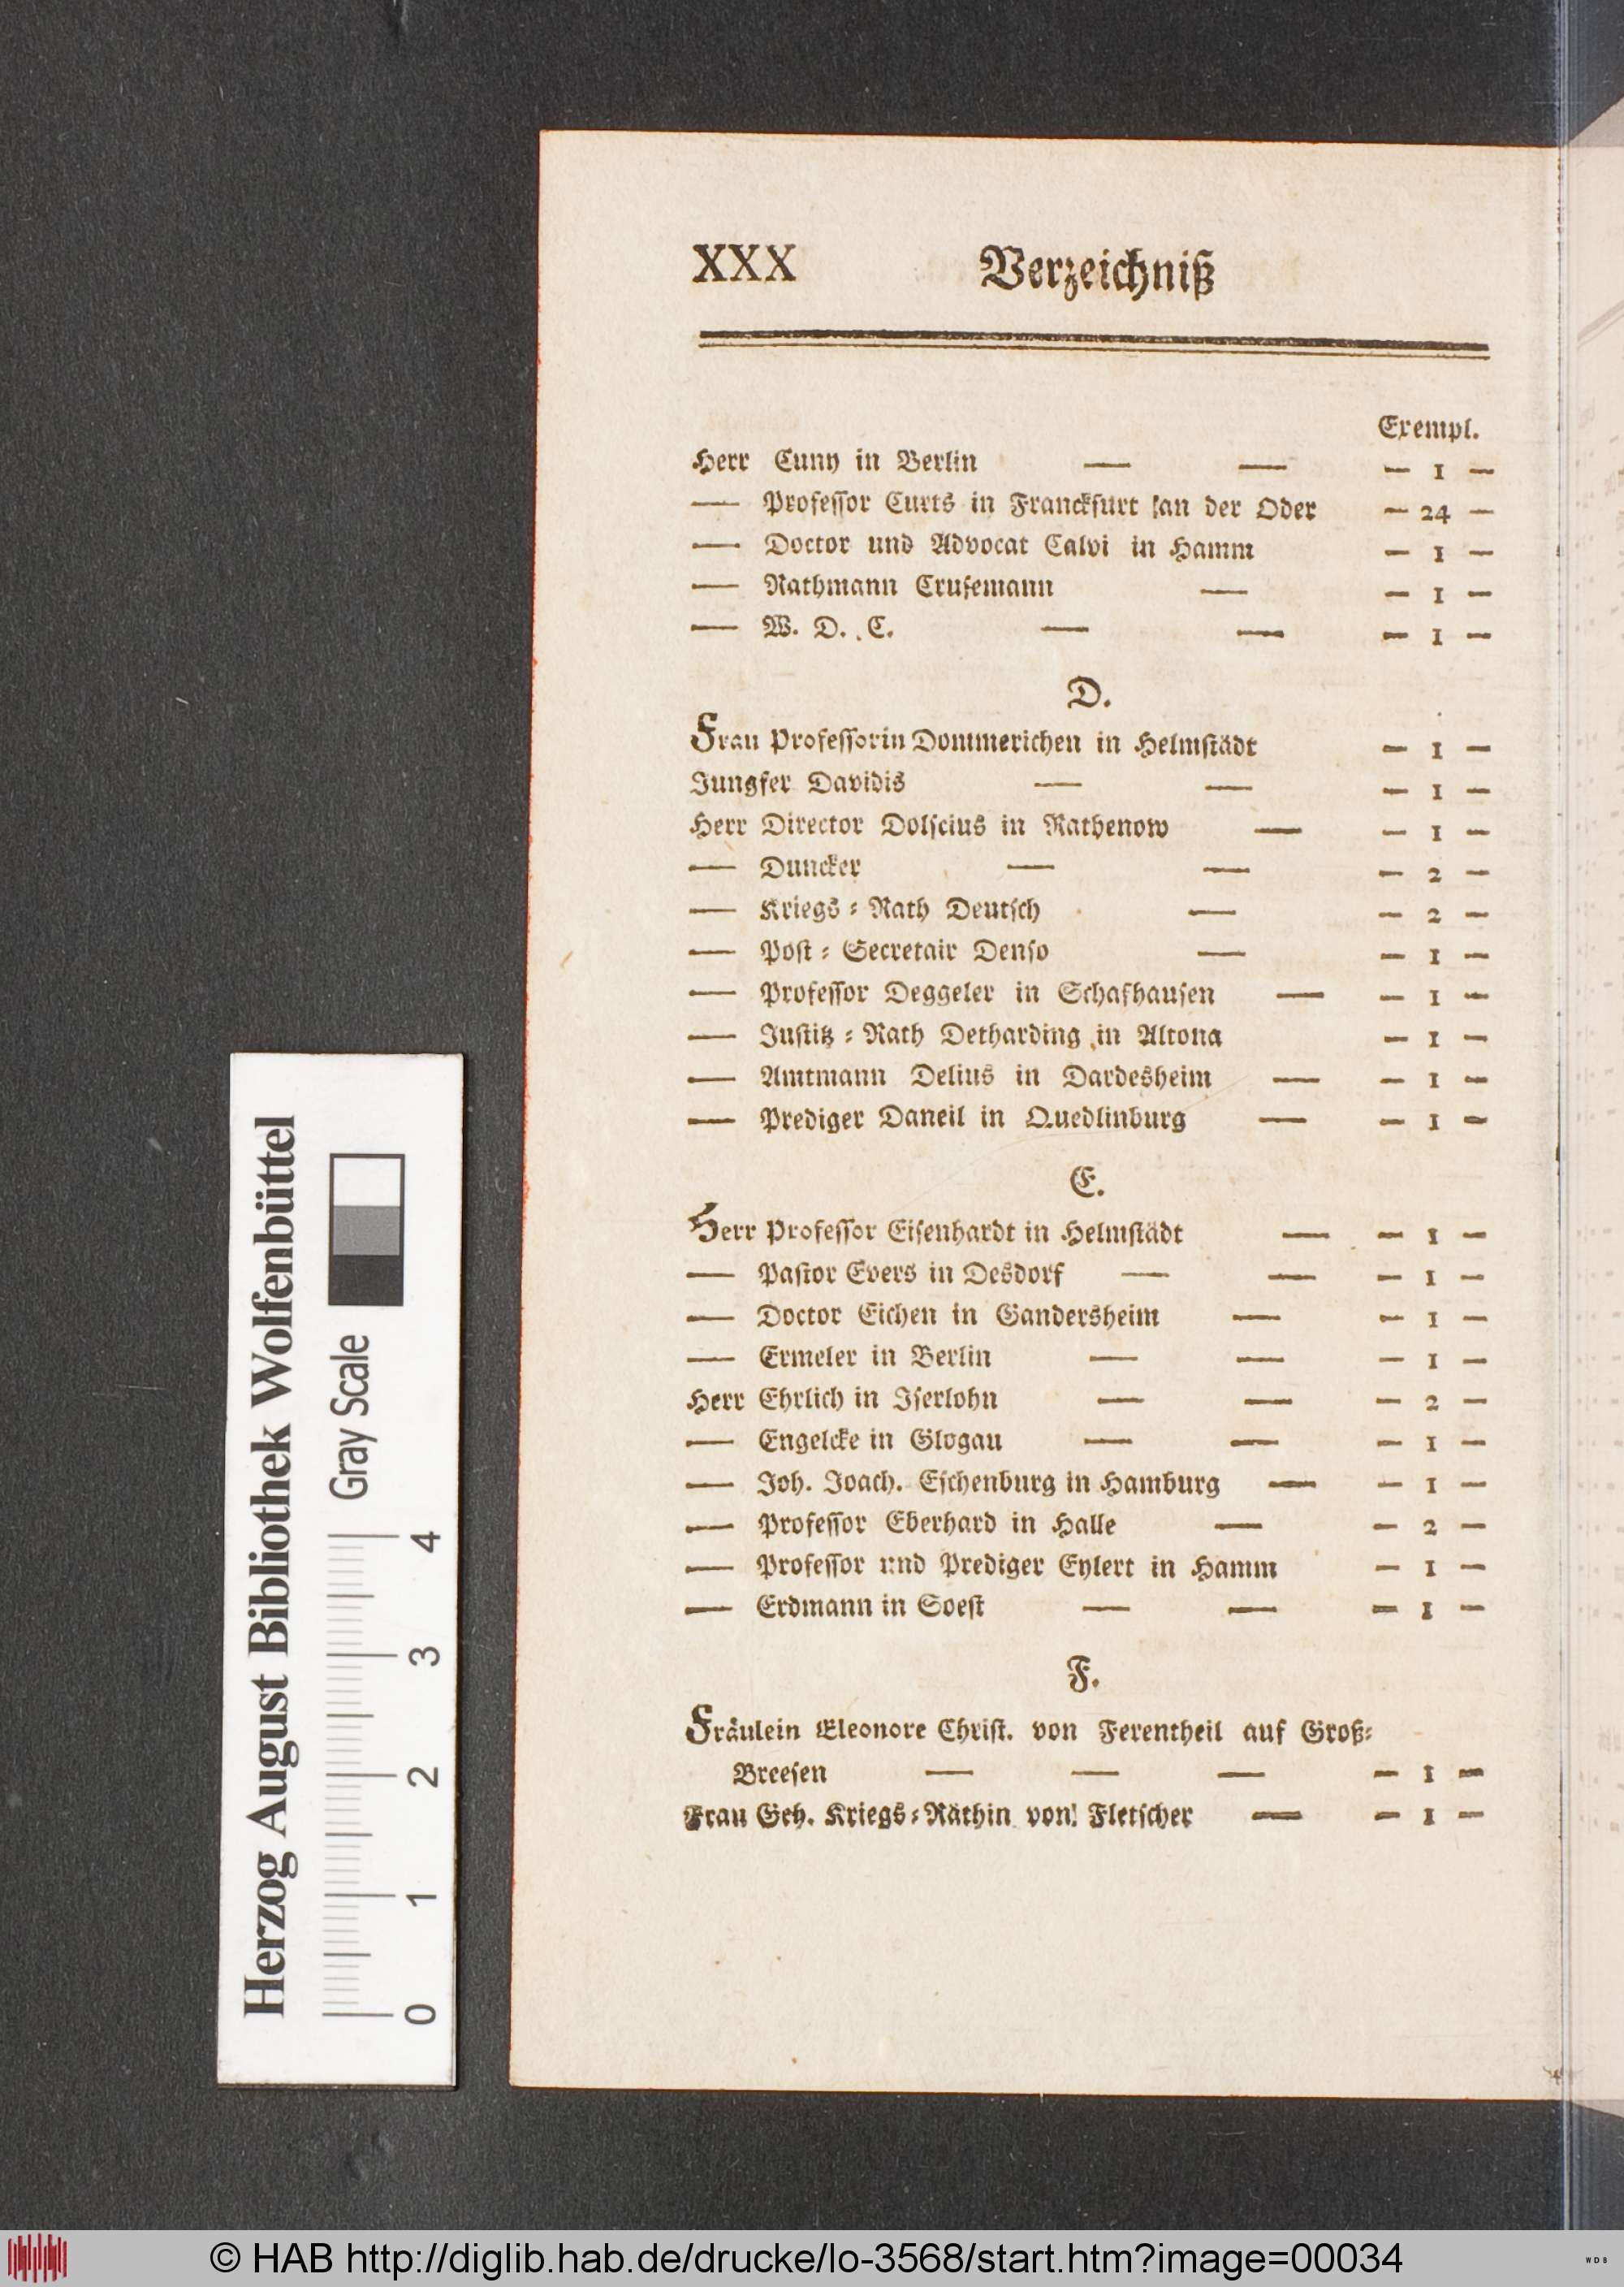 XXX Verzeichniß
Exempl.
Herr Cuny in Berlin — — — 1 —
— Professor Curts in Franckfurt an der Oder — 24 —
— Doctor und Advocat Calvi in Hamm — 1 —
— Rathmann Crusemann — — 1 —
— W. D. C. — — — 1 —
D.
Frau Professorin Dommerichen in Helmstädt — 1 —
Jungfer Davidis — — — 1 —
Herr Director Dolscius in Rathenow — — 1 —
— Duncker — — — 2 —
— Kriegs-Rath Deutsch — — 2 —
— Post-Secretair Denso — — 1 —
— Professor Deggeler in Schafhausen — — 1 —
— Justitz-Rath Detharding in Altona — 1 —
— Amtmann Delius in Dardesheim — — 1 —
— Prediger Daneil in Quedlinburg — — 1 —
E.
Herr Professor Eisenhardt in Helmstädt — — 1 —
— Pastor Evers in Desdorf — — — 1 —
— Doctor Eichen in Gandersheim — — 1 —
— Ermeler in Berlin — — — 1 —
Herr Ehrlich in Iserlohn — — — 2 —
— Engelcke in Glogau — — — 1 —
— Joh. Joach. Eschenburg in Hamburg — — 1 —
— Professor Eberhard in Halle — — 2 —
— Professor und Prediger Eylert in Hamm — 1 —
— Erdmann in Soest — — — 1 —
F.
Fräulein Eleonore Christ. von Ferentheil auf Groß-
Breesen — — — — 1 —
Frau Geh. Kriegs-Räthin von Fletscher — — 1 —
Herzog August Bibliothek Wolfenbüttel
Gray Scale
0 1 2 3 4
© HAB http://diglib.hab.de/drucke/lo-3568/start.htm?image=00034
WDB